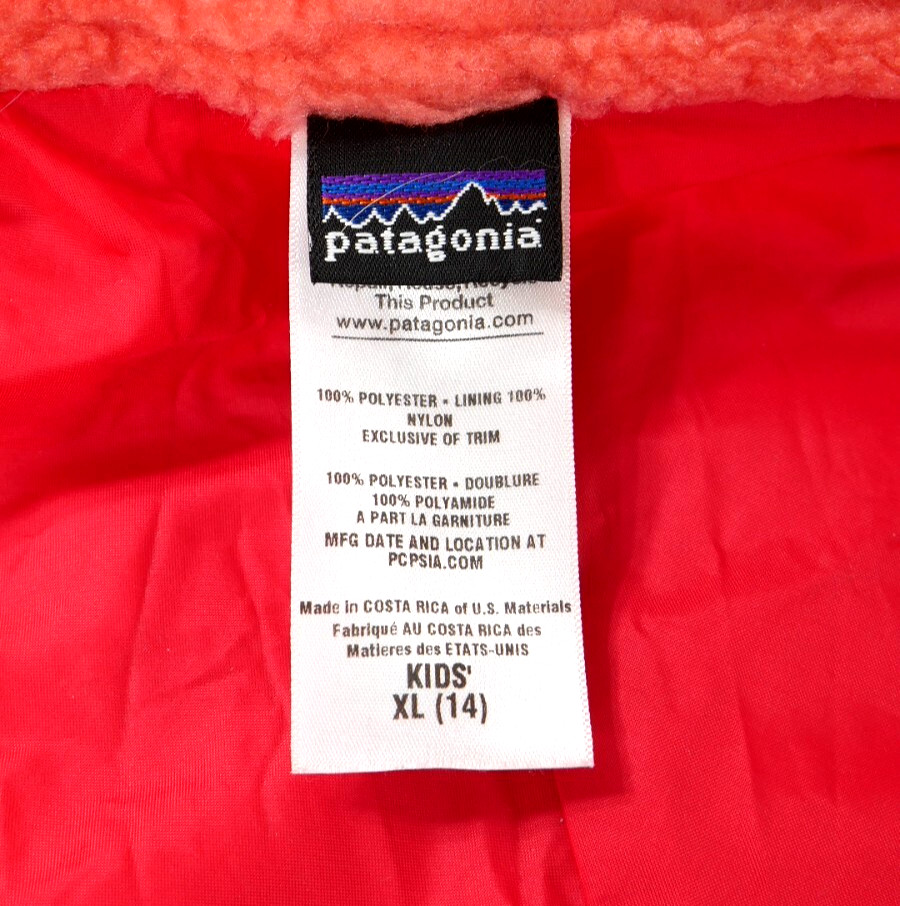 patagonia
This Product
www.patagonia.com
100% POLYESTER • LINING 100%
NYLON
EXCLUSIVE OF TRIM
100% POLYESTER • DOUBLURE
100% POLYAMIDE
A PART LA GARNITURE
MFG DATE AND LOCATION AT
PCPSIA.COM
Made in COSTA RICA of U.S. Materials
Fabriqué AU COSTA RICA des
Matieres des ETATS-UNIS
KIDS'
XL (14)